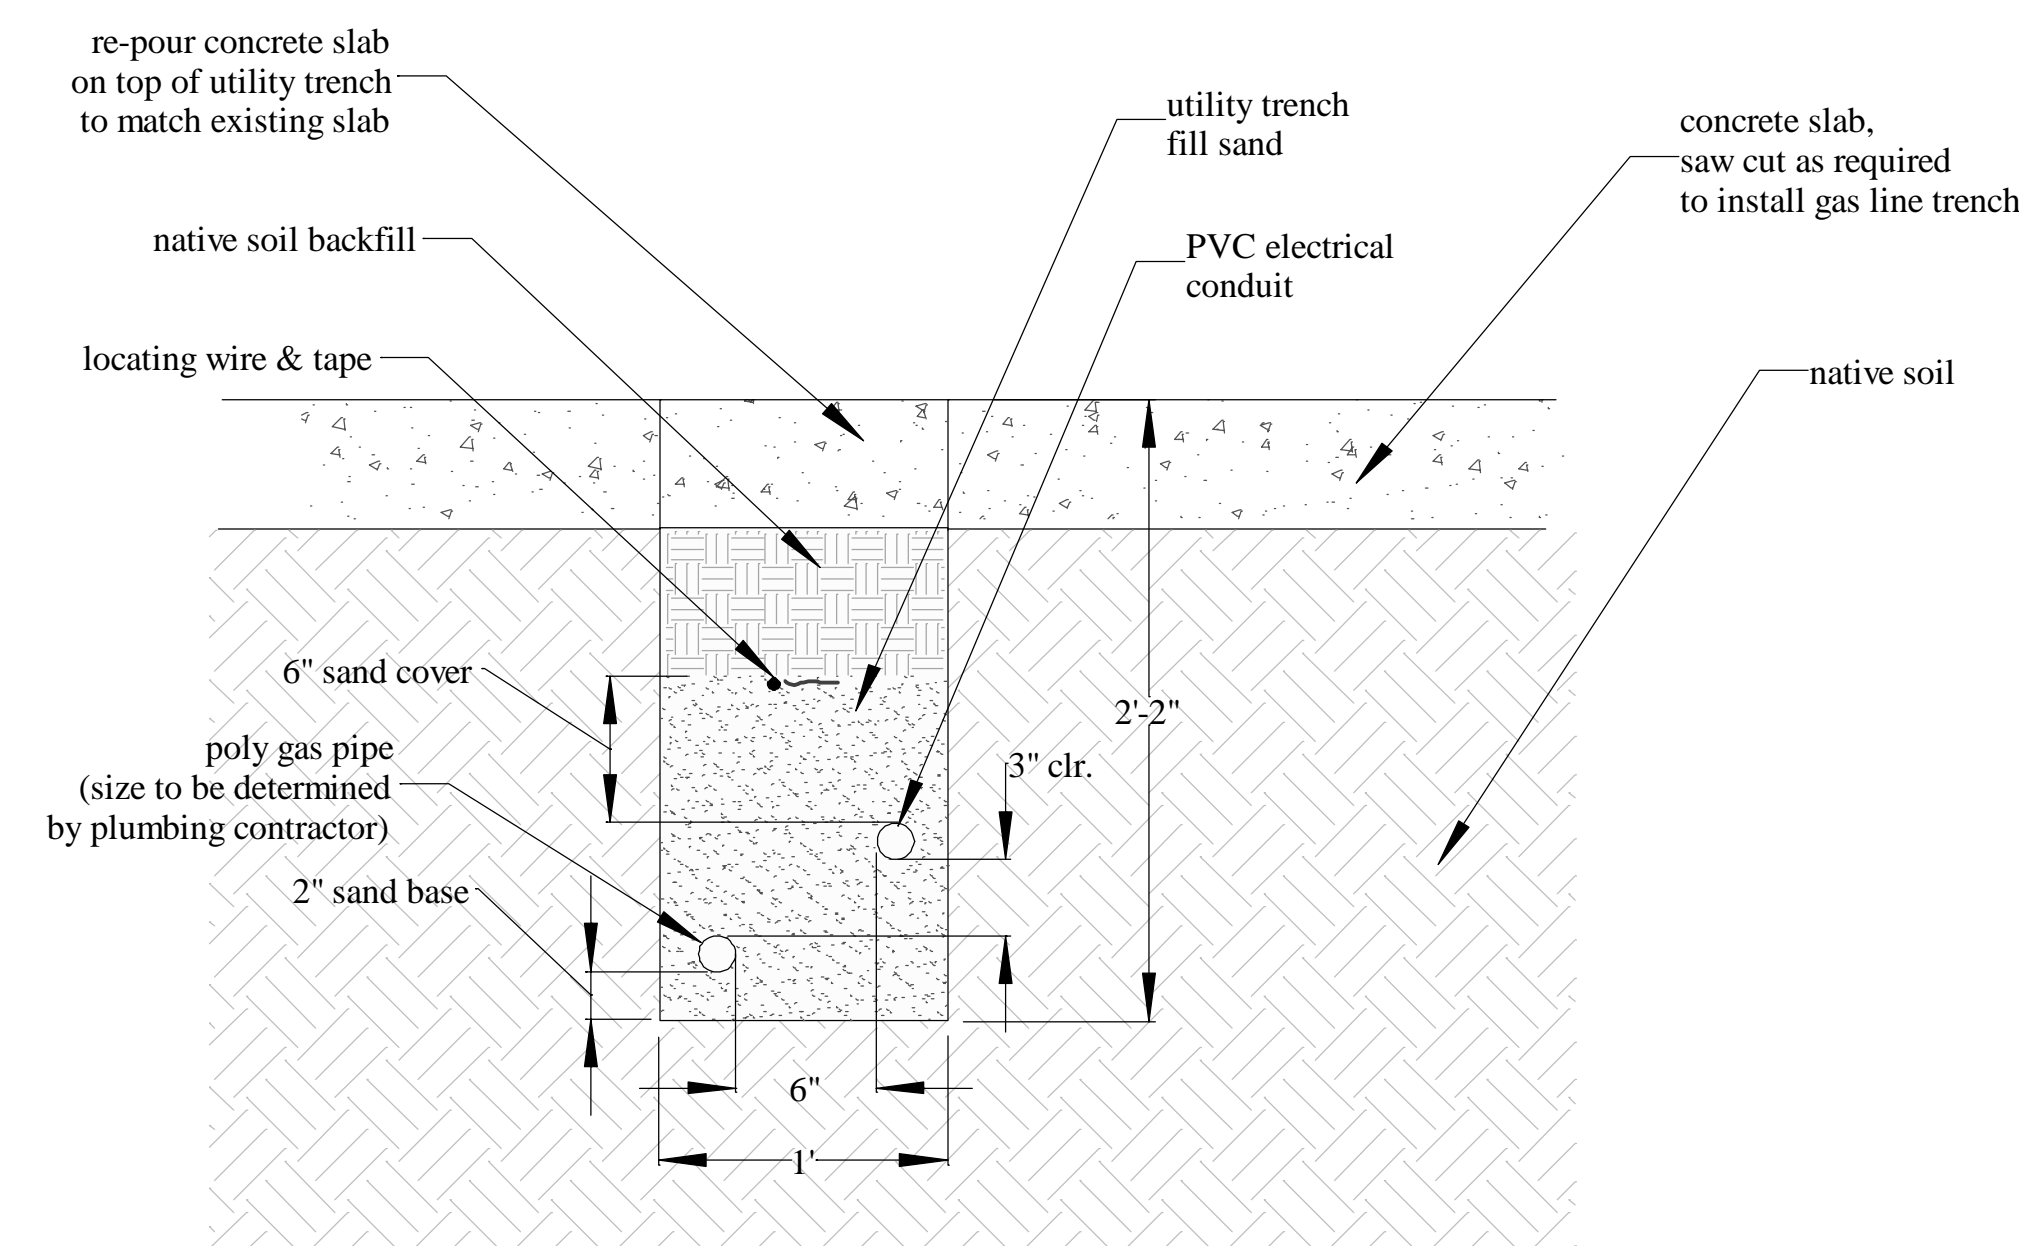 re-pour concrete slab
on top of utility trench
to match existing slab
utility trench
fill sand
concrete slab,
saw cut as required
to install gas line trench
native soil backfill
PVC electrical
conduit
locating wire & tape
native soil
6" sand cover
2'-2"
poly gas pipe
(size to be determined
by plumbing contractor)
3" clr.
2" sand base
6"
1'